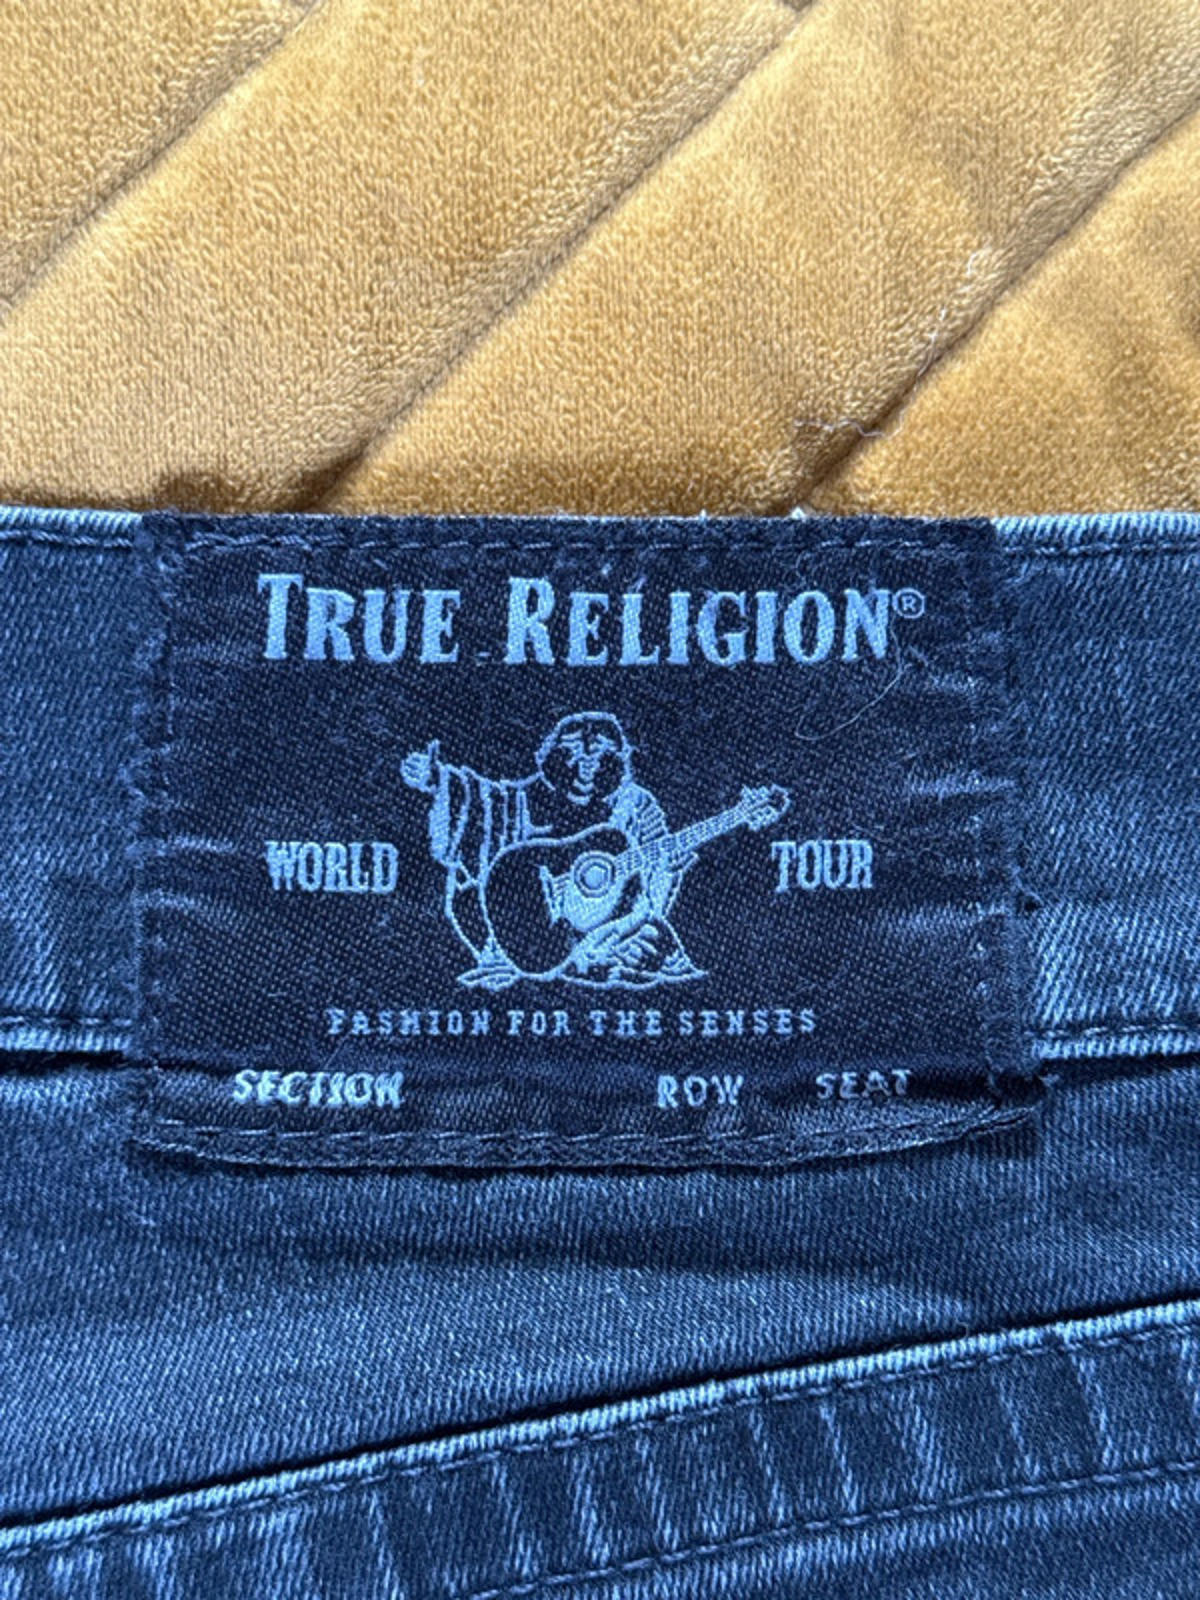 TRUE RELIGION®
WORLD TOUR
FASHION FOR THE SENSES
SECTION ROW SEAT